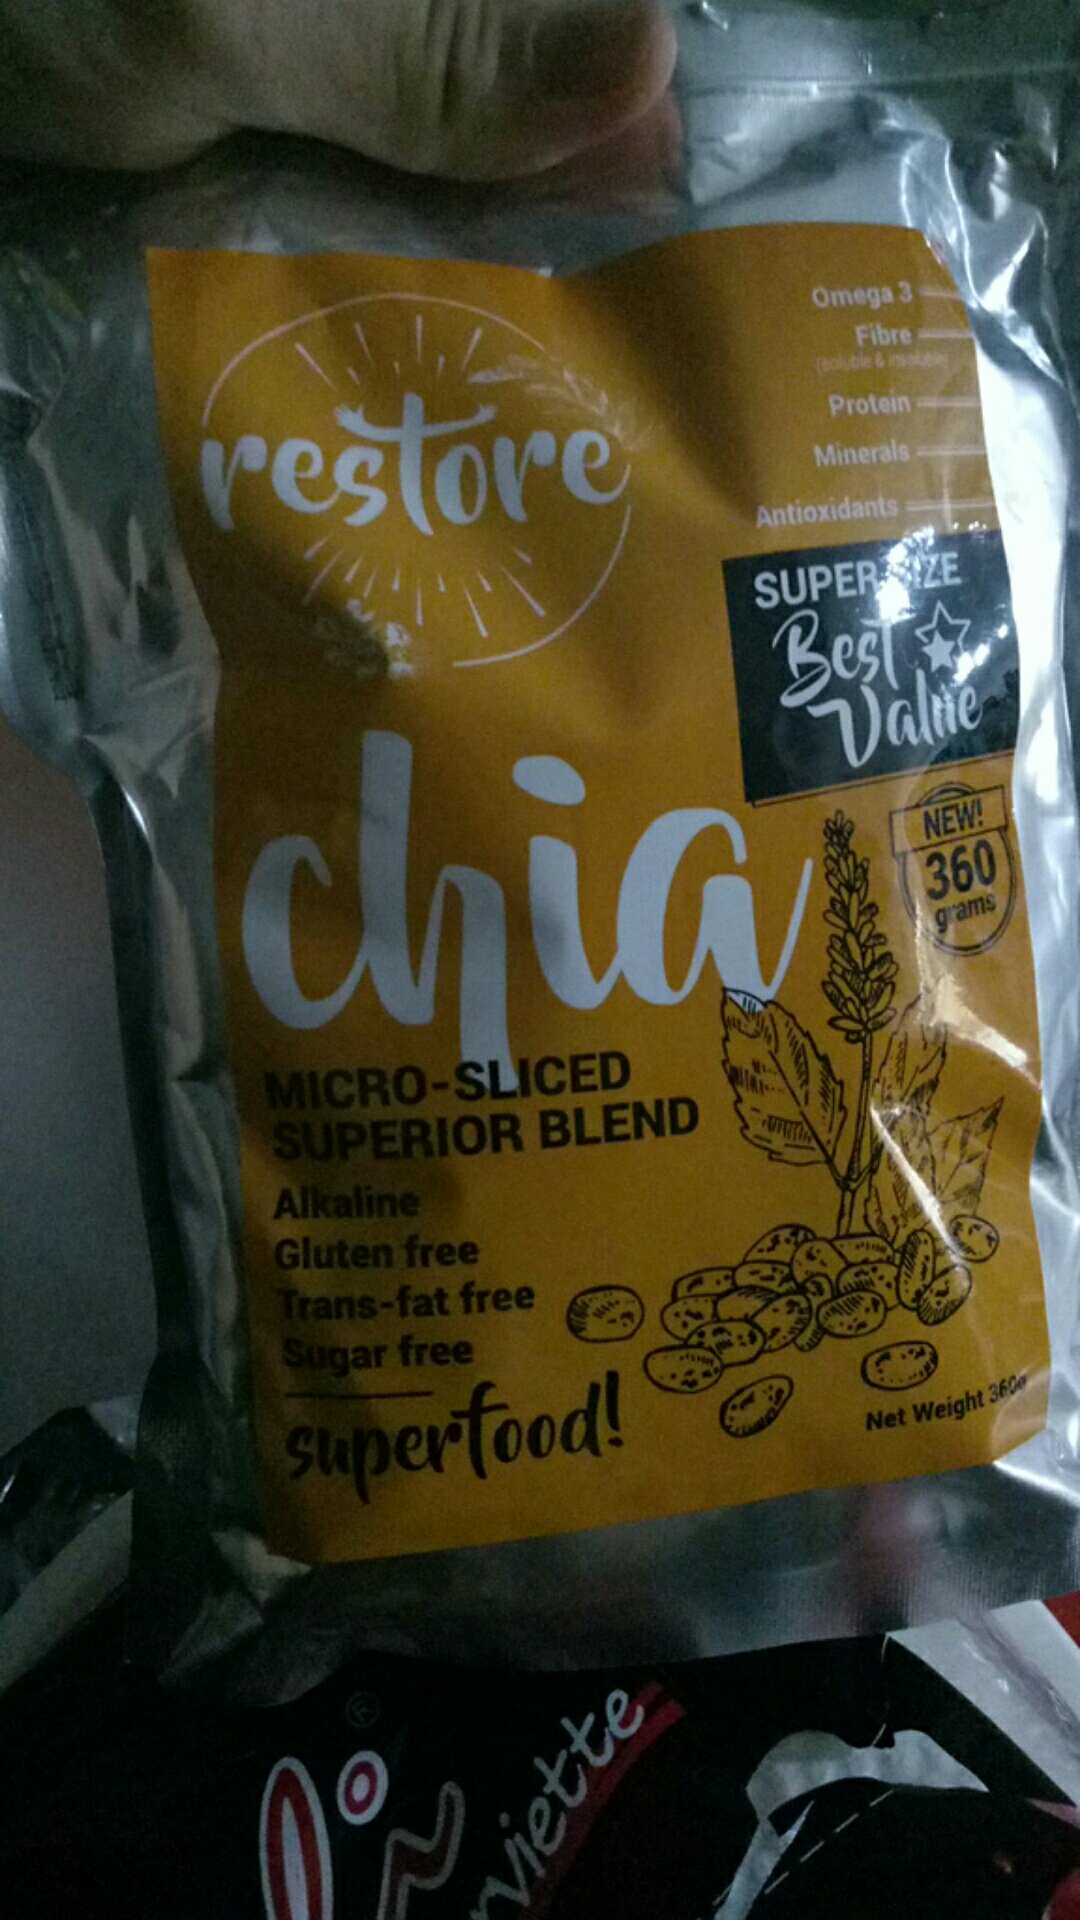 restore
Omega 3
Fibre
(soluble & insoluble)
Protein
Minerals
Antioxidants
SUPER SIZE
Best
Value
NEW!
360
grams
chia
MICRO-SLICED
SUPERIOR BLEND
Alkaline
Gluten free
Trans-fat free
Sugar free
superfood!
Net Weight 360g
®